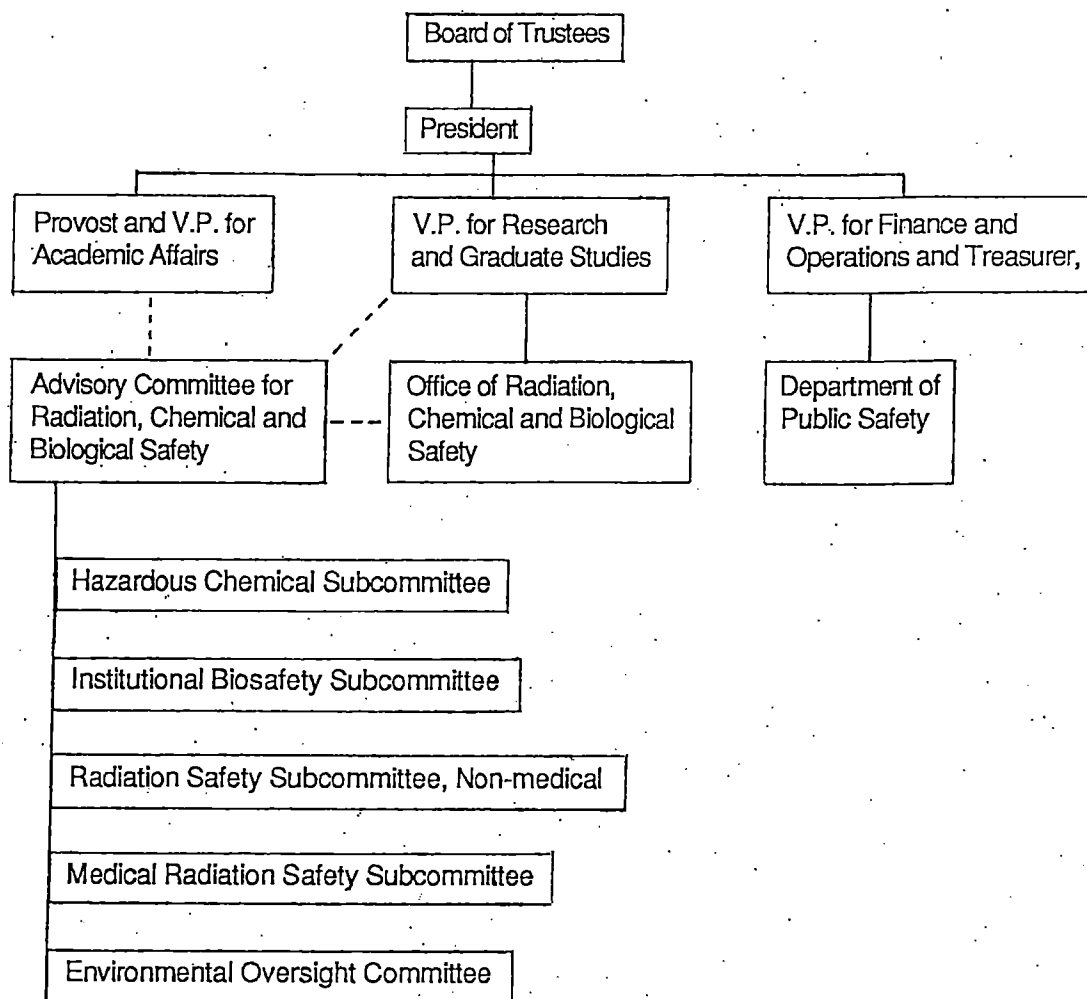 Board of Trustees
President
Provost and V.P. for
Academic Affairs
V.P. for Research
and Graduate Studies
V.P. for Finance and
Operations and Treasurer,
Advisory Committee for
Radiation, Chemical and
Biological Safety
Office of Radiation,
Chemical and Biological
Safety
Department of
Public Safety
Hazardous Chemical Subcommittee
Institutional Biosafety Subcommittee
Radiation Safety Subcommittee, Non-medical
Medical Radiation Safety Subcommittee
Environmental Oversight Committee